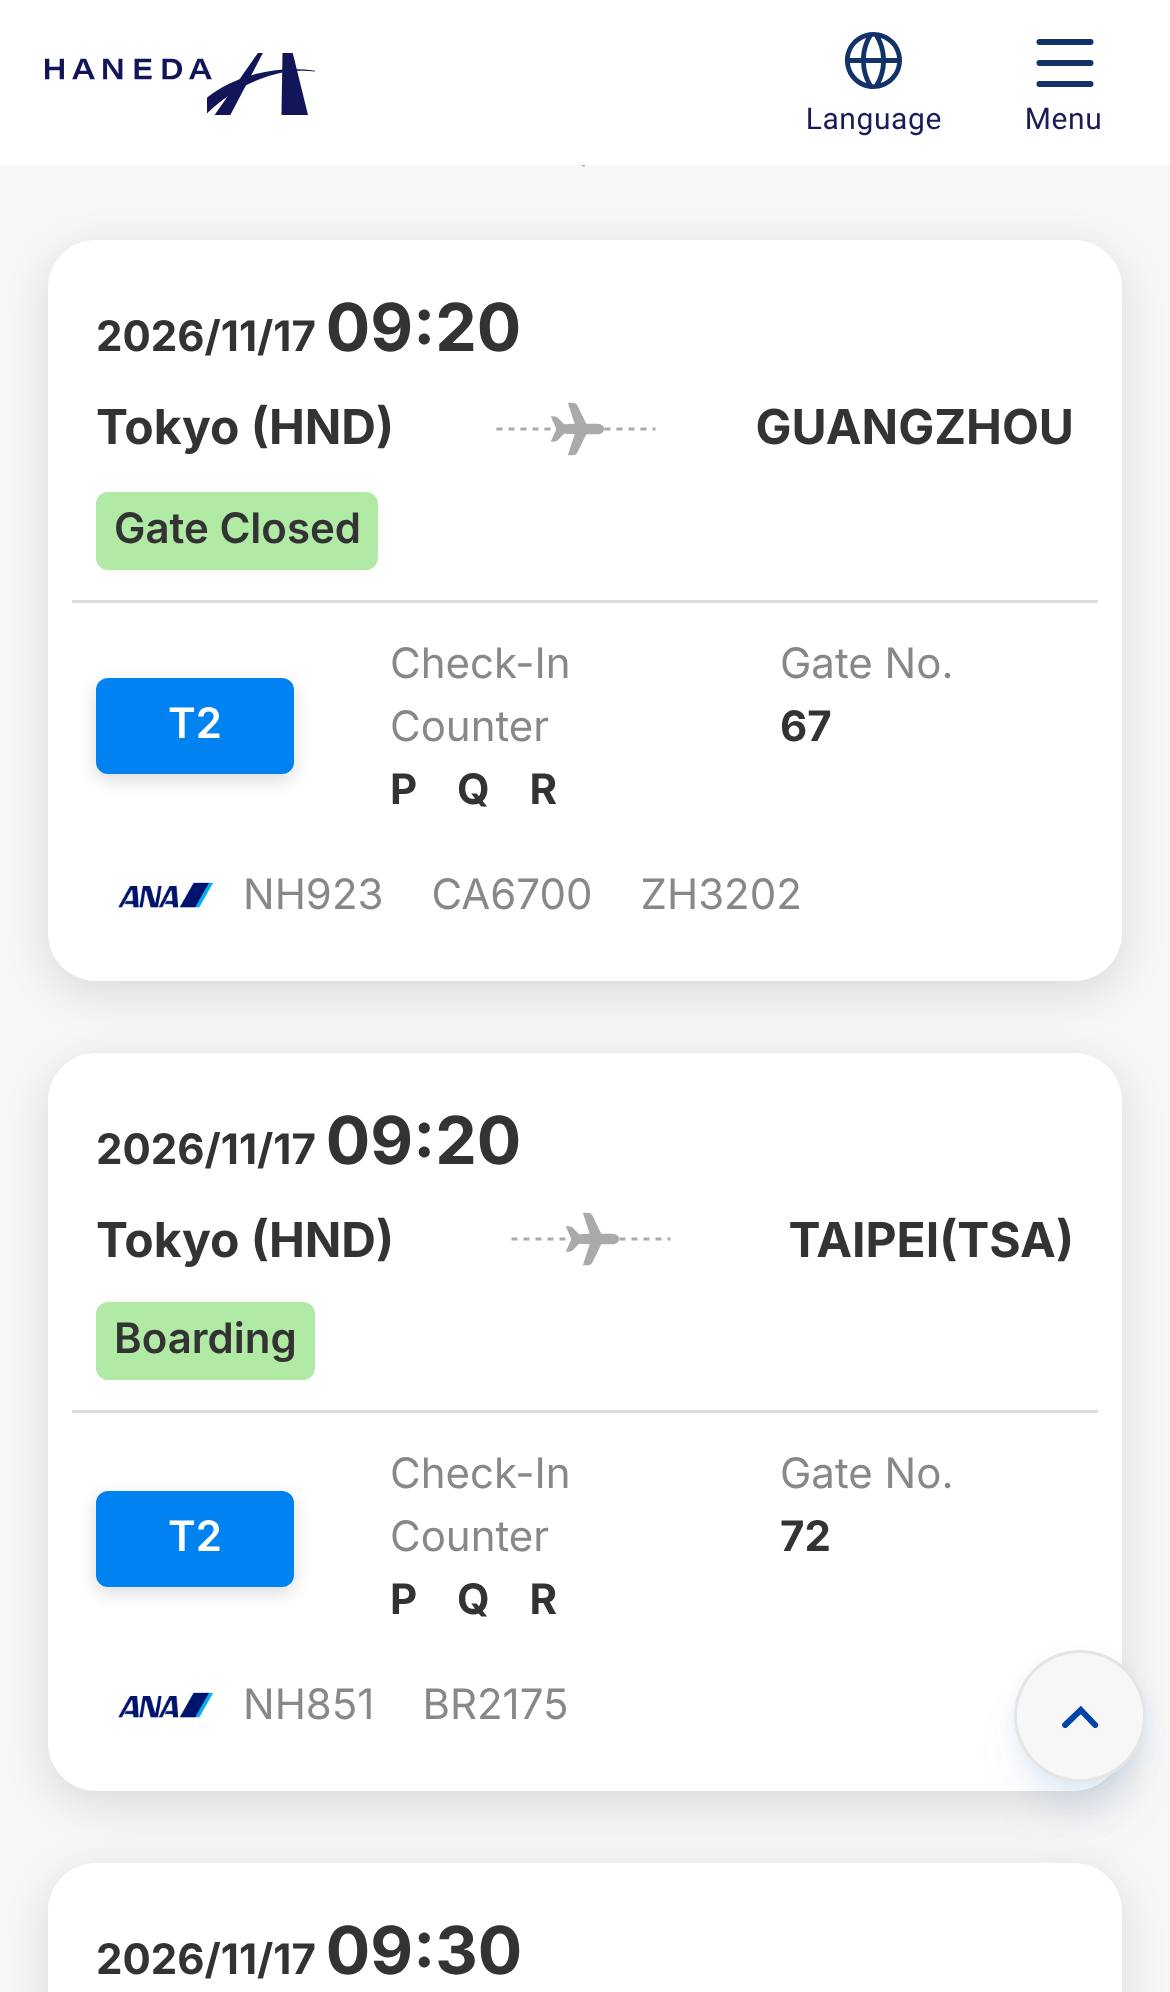 HANEDA
Language
Menu
2026/11/17 09:20
Tokyo (HND) GUANGZHOU
Gate Closed
T2
Check-In Counter
P Q R
Gate No.
67
ANA NH923 CA6700 ZH3202
2026/11/17 09:20
Tokyo (HND) TAIPEI(TSA)
Boarding
T2
Check-In Counter
P Q R
Gate No.
72
ANA NH851 BR2175
2026/11/17 09:30